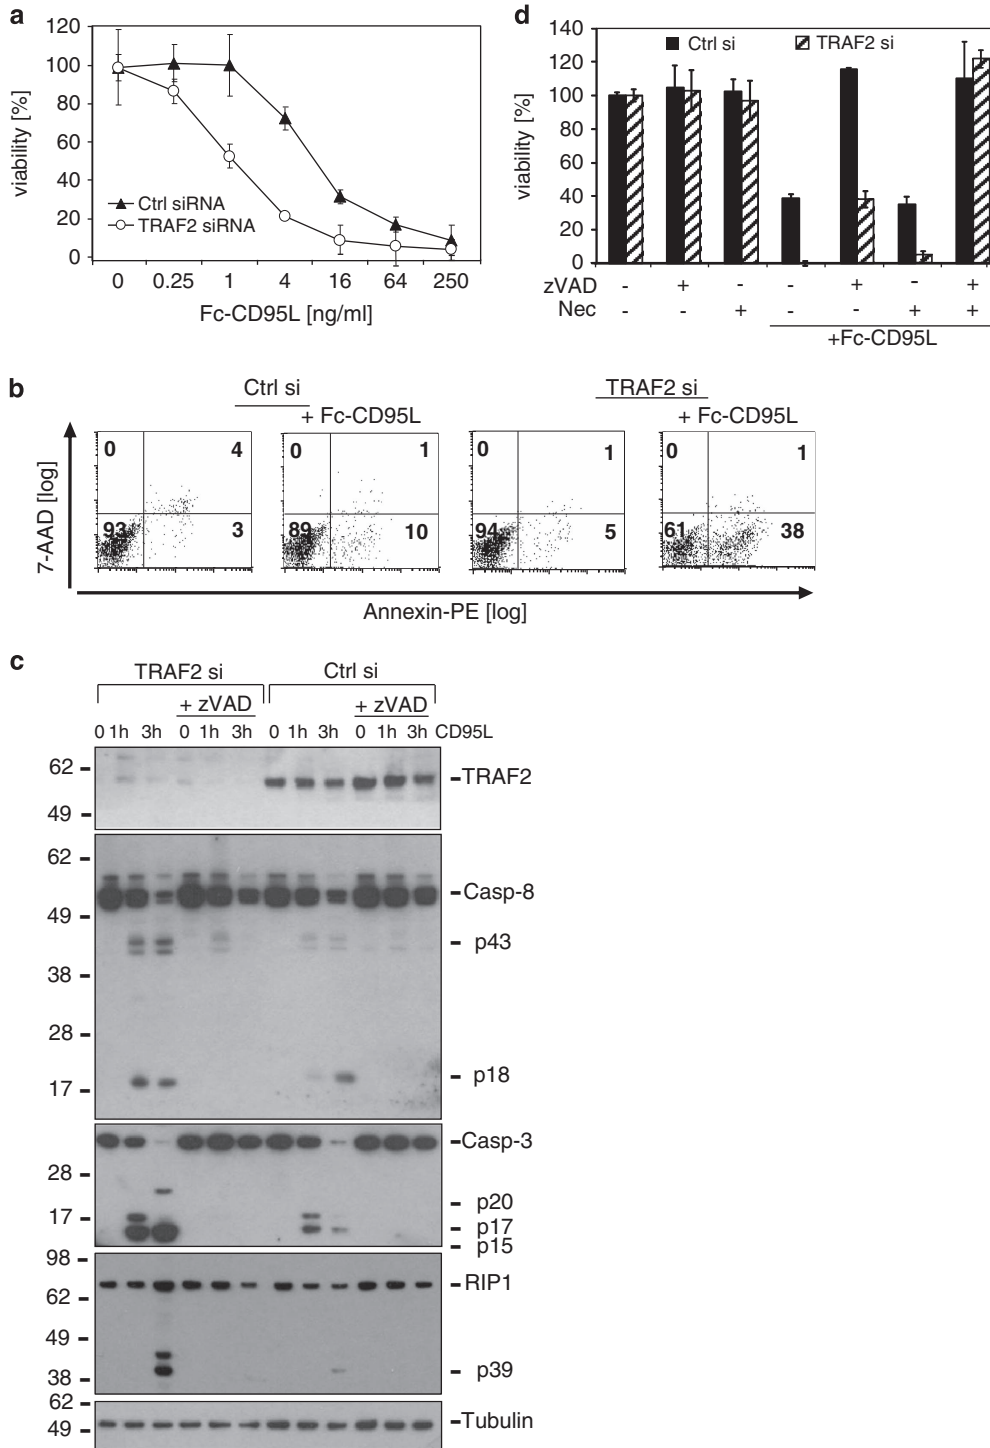 a
120
100
80
60
40
20
0
viability [%]
Ctrl siRNA
TRAF2 siRNA
0 0.25 1 4 16 64 250
Fc-CD95L [ng/ml]
d
140
120
100
80
60
40
20
0
viability [%]
Ctrl si TRAF2 si
zVAD - + - - + - +
Nec - - + - - + +
+Fc-CD95L
b
Ctrl si TRAF2 si
+ Fc-CD95L + Fc-CD95L
7-AAD [log]
0 4 0 1 0 1 0 1
93 3 89 10 94 5 61 38
Annexin-PE [log]
c
TRAF2 si Ctrl si
+ zVAD + zVAD
0 1h 3h 0 1h 3h 0 1h 3h 0 1h 3h CD95L
62
TRAF2
49
62
Casp-8
49
p43
38
28
p18
17
Casp-3
28
p20
17
p17
p15
98
RIP1
62
49
p39
38
62
Tubulin
49